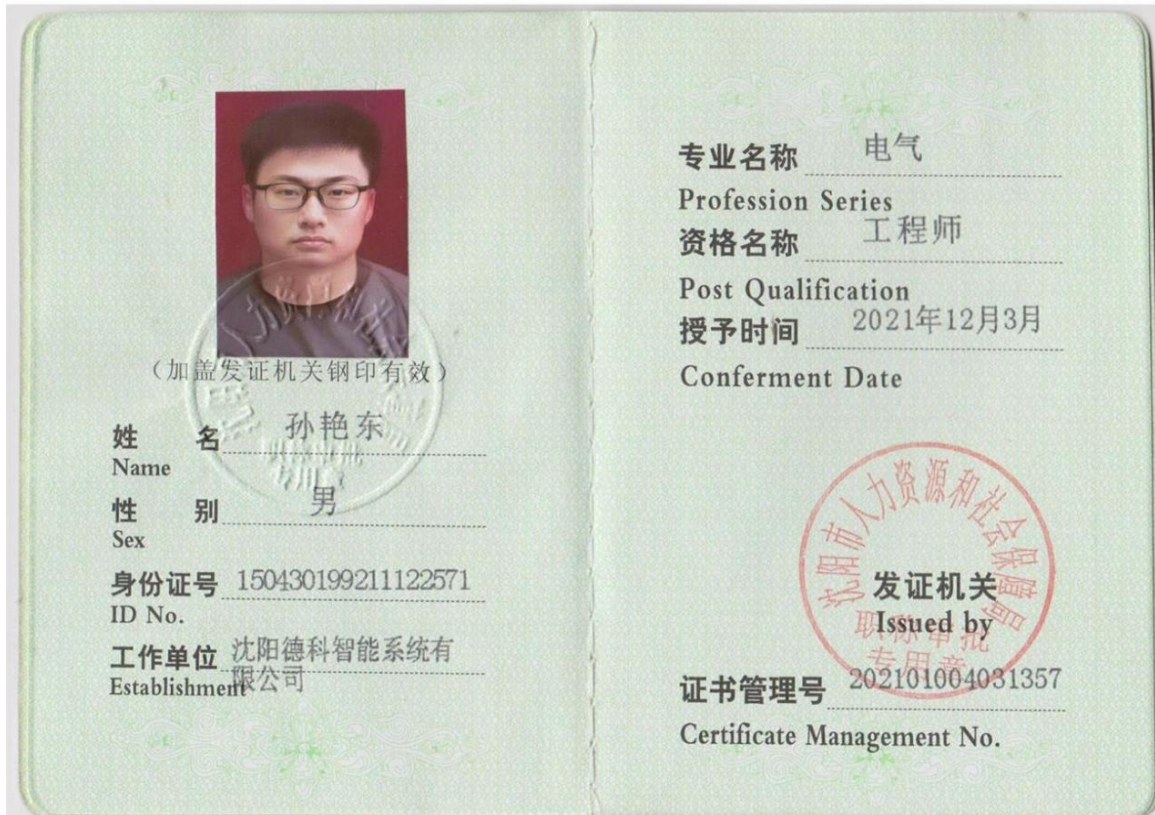 （加盖发证机关钢印有效）
姓 名 孙艳东
Name
性 别 男
Sex
身份证号 150430199211122571
ID No.
工作单位 沈阳德科智能系统有
Establishment 限公司
专业名称 电气
Profession Series
资格名称 工程师
Post Qualification
授予时间 2021年12月3月
Conferment Date
沈阳市人力资源和社会保障局
发证机关
Issued by
职称审批
专用章
证书管理号 202101004031357
Certificate Management No.